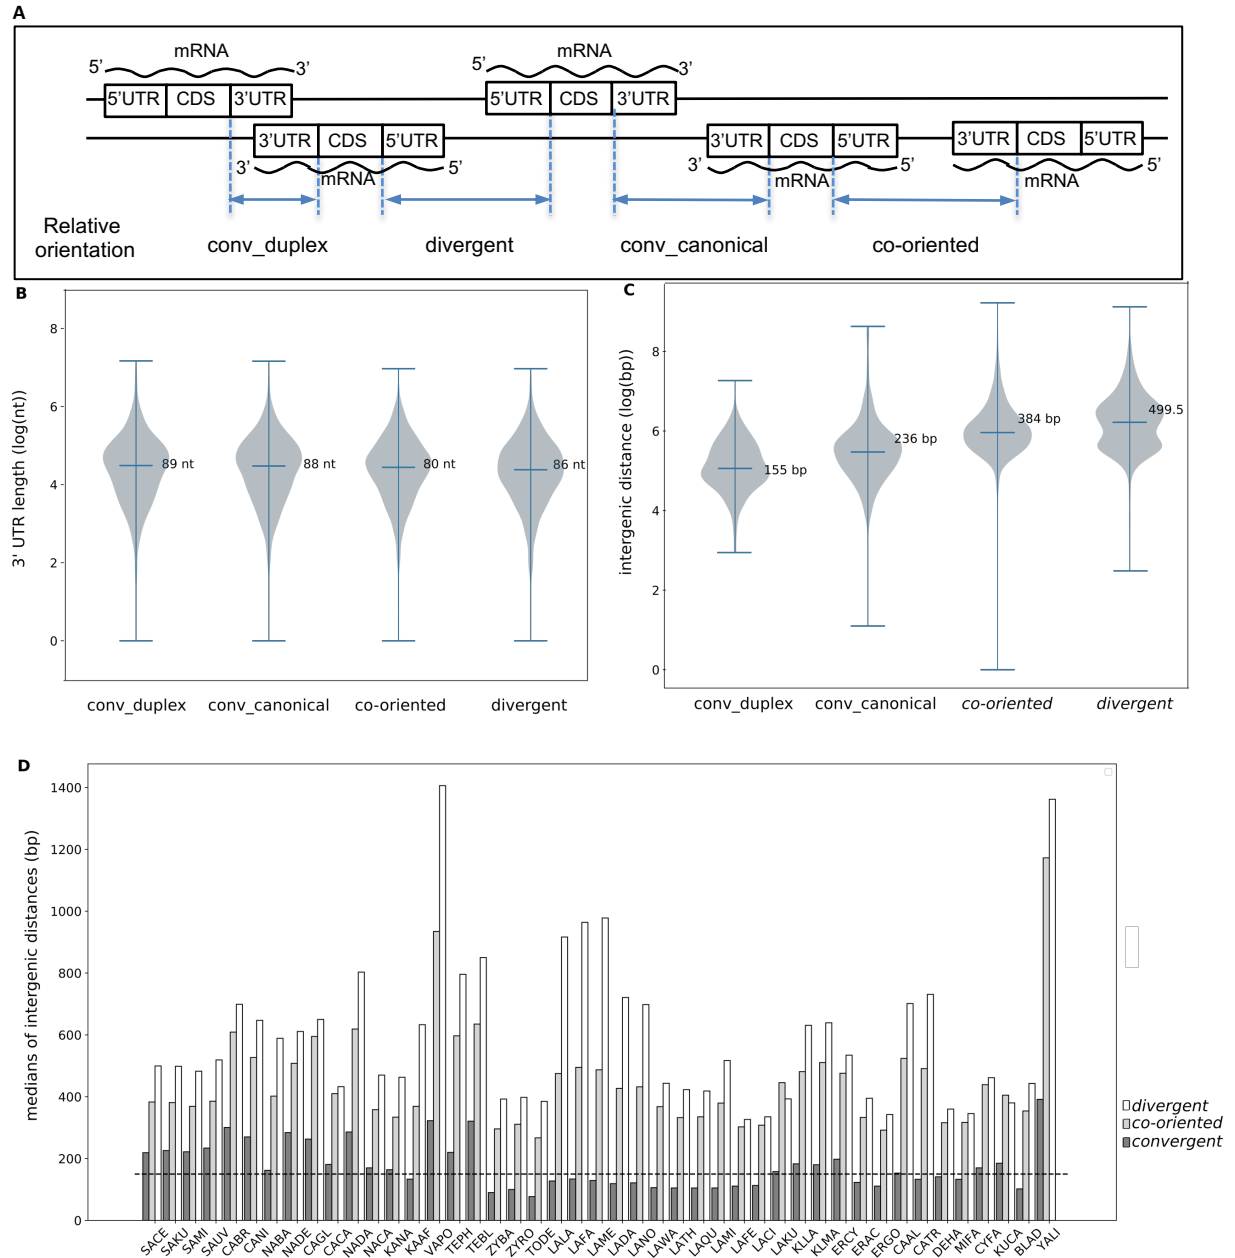 A
mRNA
mRNA
5’
3’
5’
3’
5’UTR
CDS
3’UTR
5’UTR
CDS
3’UTR
3’UTR
CDS
5’UTR
3’UTR
CDS
5’UTR
3’UTR
CDS
5’UTR
3’
mRNA
5’
3’
mRNA
5’
mRNA
5’
Relative
orientation
conv_duplex
divergent
conv_canonical
co-oriented
B
3' UTR length (log(nt))
8
6
4
2
0
89 nt
88 nt
80 nt
86 nt
conv_duplex
conv_canonical
co-oriented
divergent
C
intergenic distance (log(bp))
8
6
4
2
0
155 bp
236 bp
384 bp
499.5
conv_duplex
conv_canonical
co-oriented
divergent
D
medians of intergenic distances (bp)
1400
1200
1000
800
600
400
200
0
divergent
co-oriented
convergent
SACE
SAKU
SAMI
SAUV
CABR
CANI
NABA
NADE
CAGL
CACA
NADA
NACA
KANA
KAAF
VAPO
TEPH
TEBL
ZYBA
ZYRO
TODE
LALA
LAFA
LAME
LADA
LANO
LAWA
LATH
LAQU
LAMI
LAFE
LACI
LAKU
KLLA
KLMA
ERCY
ERAC
ERGO
CAAL
CATR
DEHA
MIFA
CYFA
KUCA
BLAD
YALI